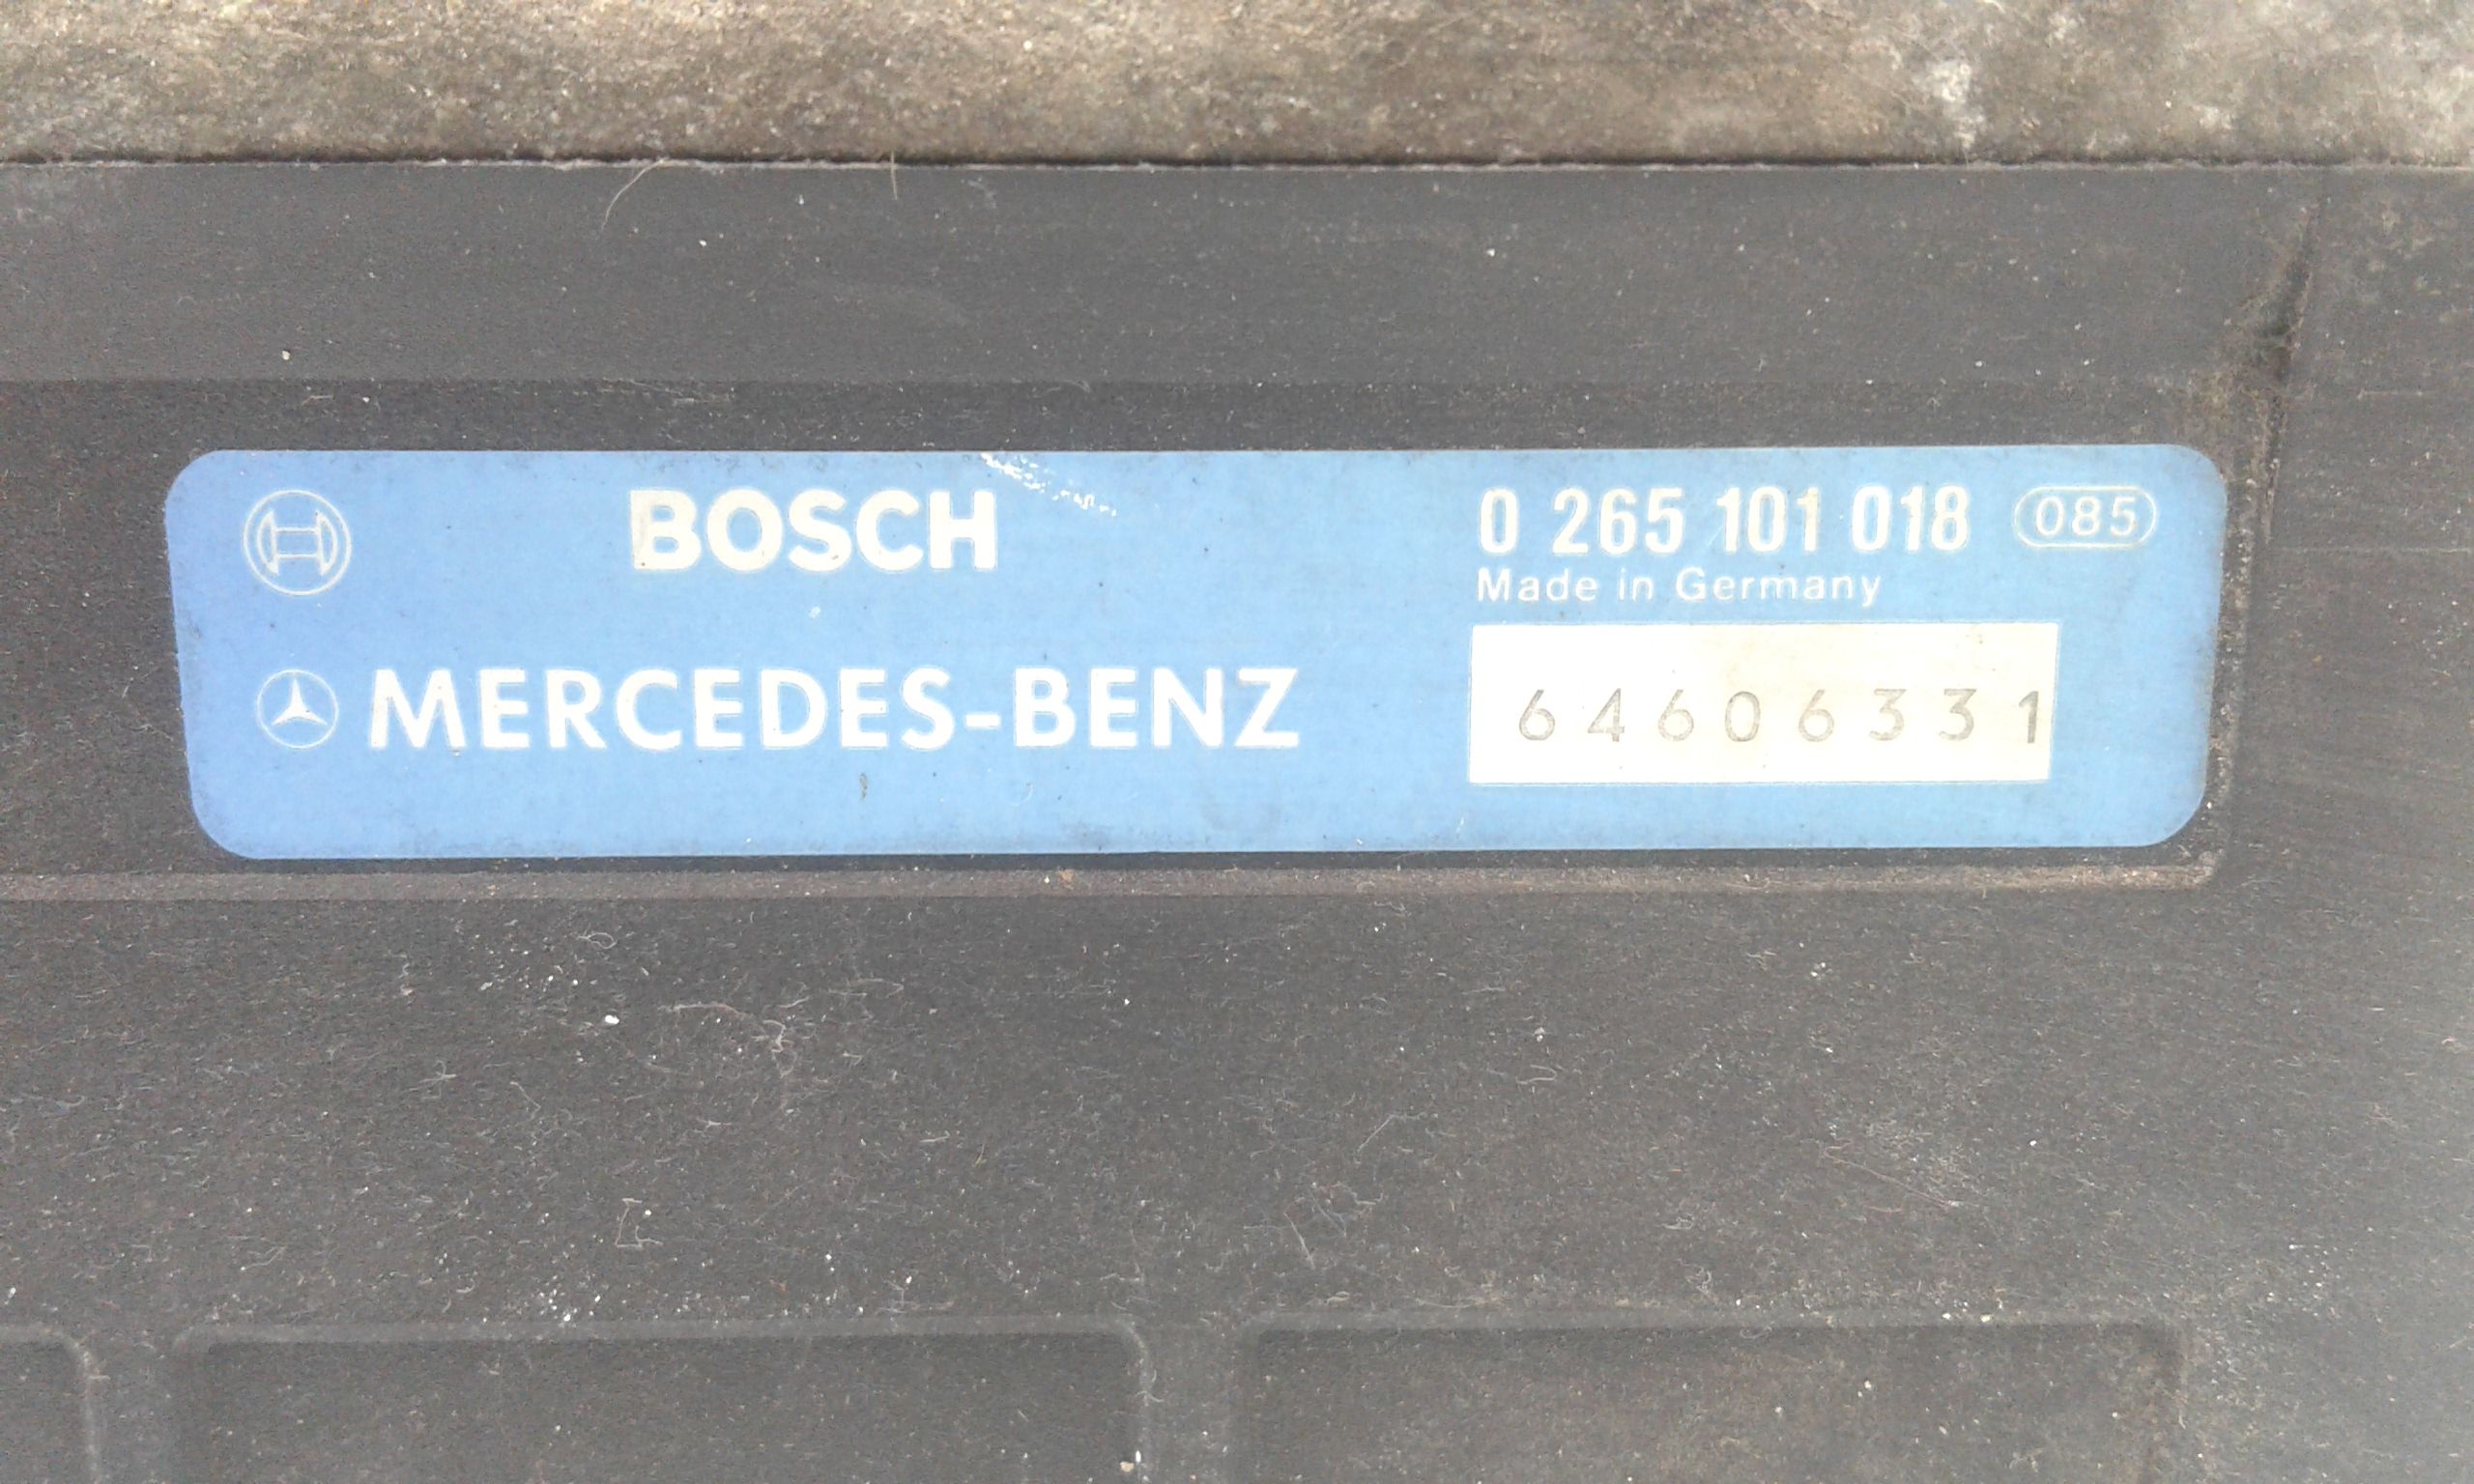 BOSCH
MERCEDES-BENZ
0 265 101 018 085
Made in Germany
64606331